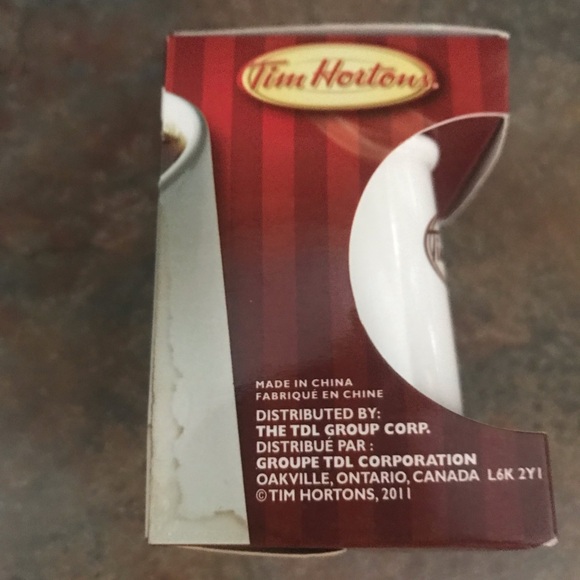 Tim Hortons.
MADE IN CHINA
FABRIQUÉ EN CHINE
DISTRIBUTED BY:
THE TDL GROUP CORP.
DISTRIBUÉ PAR :
GROUPE TDL CORPORATION
OAKVILLE, ONTARIO, CANADA L6K 2Y1
©TIM HORTONS, 2011